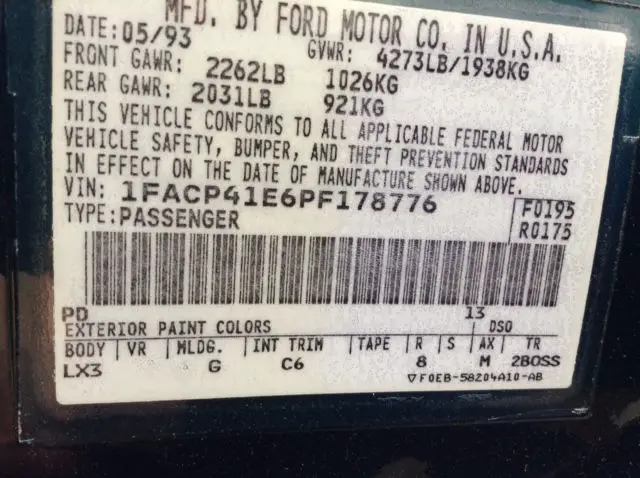 MFD. BY FORD MOTOR CO. IN U.S.A.
DATE: 05/93 GVWR: 4273LB/1938KG
FRONT GAWR: 2262LB 1026KG
REAR GAWR: 2031LB 921KG
THIS VEHICLE CONFORMS TO ALL APPLICABLE FEDERAL MOTOR
VEHICLE SAFETY, BUMPER, AND THEFT PREVENTION STANDARDS
IN EFFECT ON THE DATE OF MANUFACTURE SHOWN ABOVE.
VIN: 1FACP41E6PF178776 F0195
TYPE: PASSENGER R0175
PD 13
EXTERIOR PAINT COLORS DSO
BODY VR MLDG. INT TRIM TAPE R S AX TR
LX3 G C6 8 M 2BOSS
F0EB-58204A10-AB